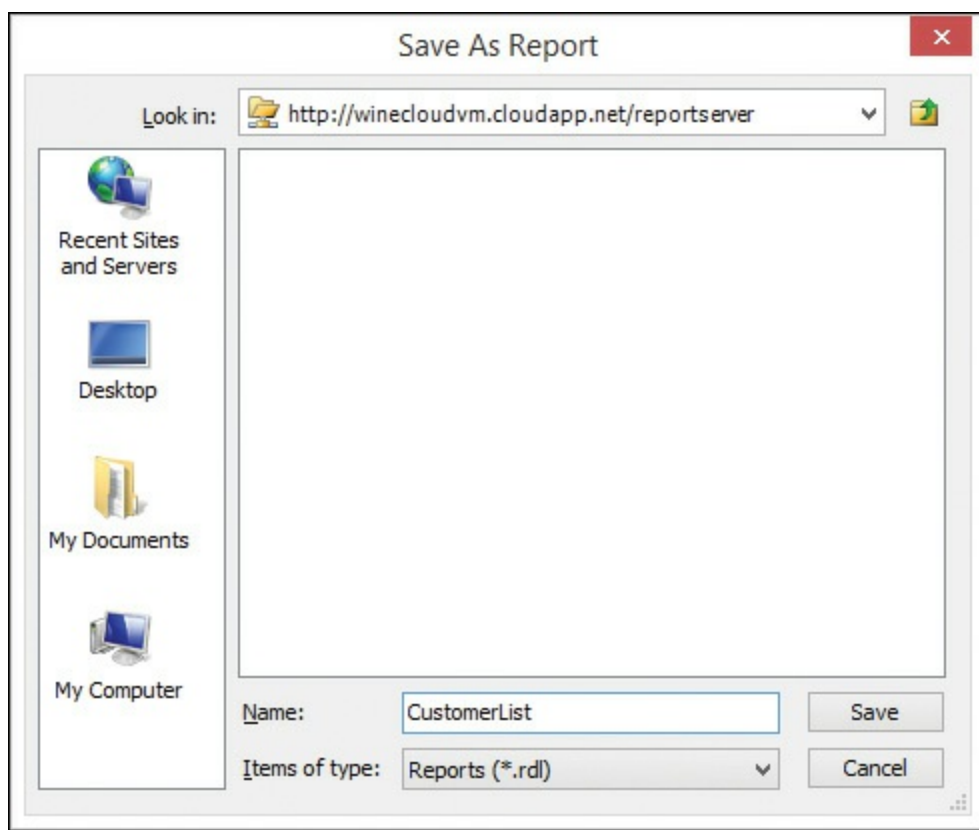 Save As Report
Look in:
http://winecloudvm.cloudapp.net/reportserver
Recent Sites
and Servers
Desktop
My Documents
My Computer
Name:
CustomerList
Save
Items of type:
Reports (*.rdl)
Cancel